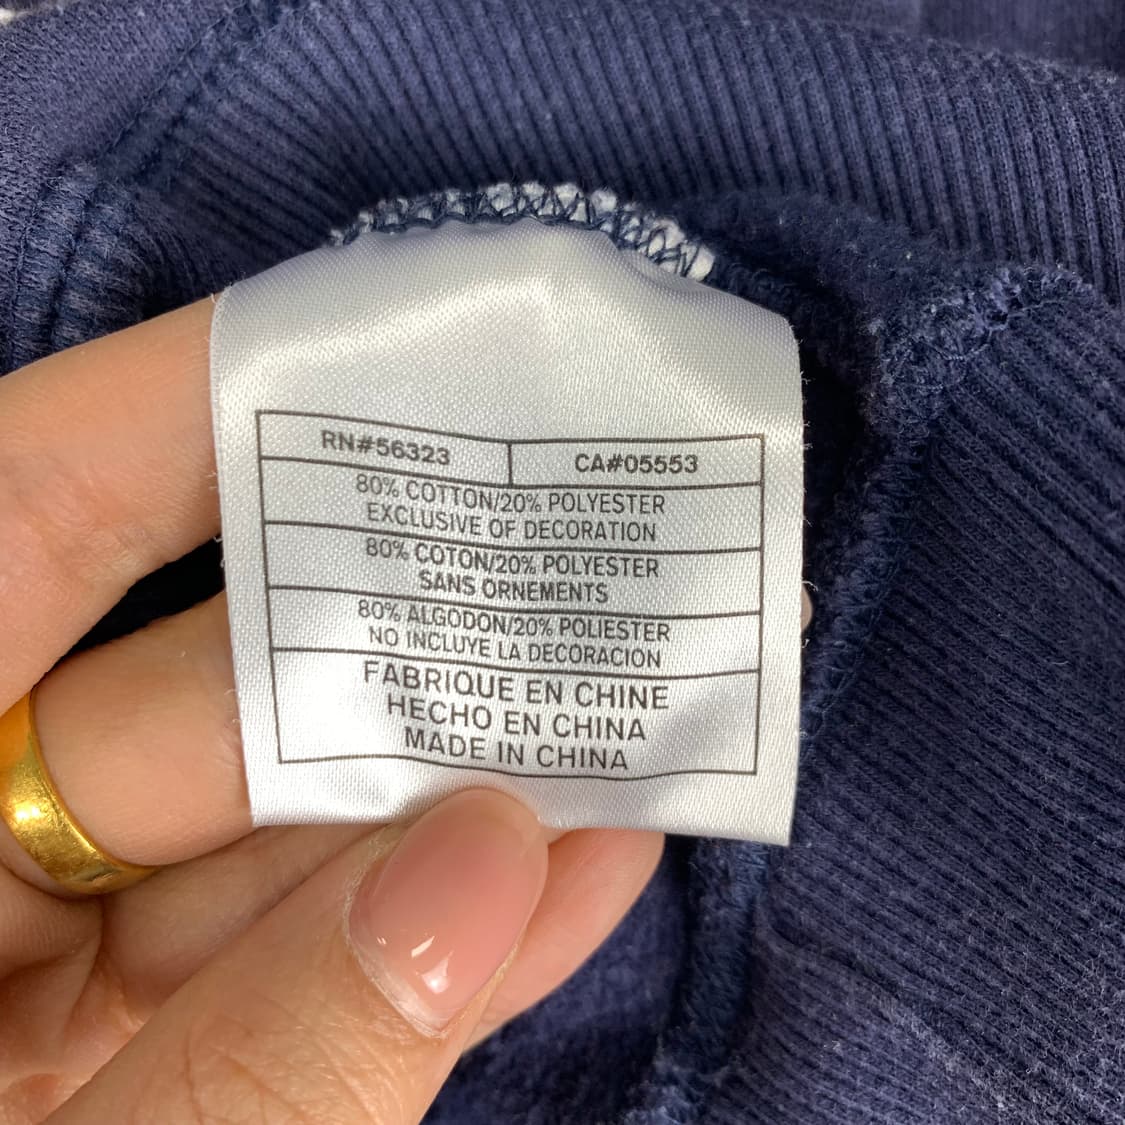 RN#56323
CA#05553
80% COTTON/20% POLYESTER
EXCLUSIVE OF DECORATION
80% COTON/20% POLYESTER
SANS ORNEMENTS
80% ALGODON/20% POLIESTER
NO INCLUYE LA DECORACION
FABRIQUE EN CHINE
HECHO EN CHINA
MADE IN CHINA